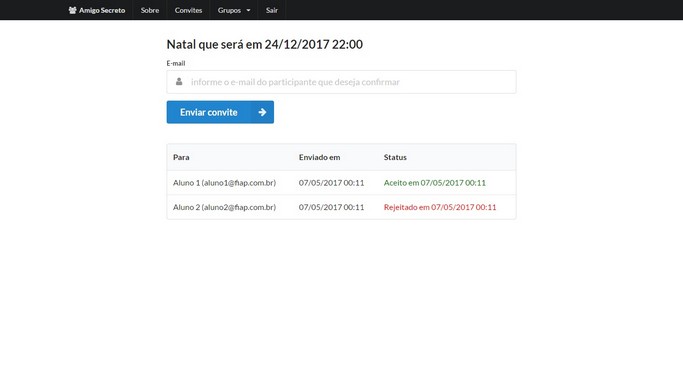 Amigo Secreto Sobre Convites Grupos Sair
Natal que será em 24/12/2017 22:00
E-mail
informe o e-mail do participante que deseja confirmar
Enviar convite
Para Enviado em Status
Aluno 1 (aluno1@fiap.com.br) 07/05/2017 00:11 Aceito em 07/05/2017 00:11
Aluno 2 (aluno2@fiap.com.br) 07/05/2017 00:11 Rejeitado em 07/05/2017 00:11